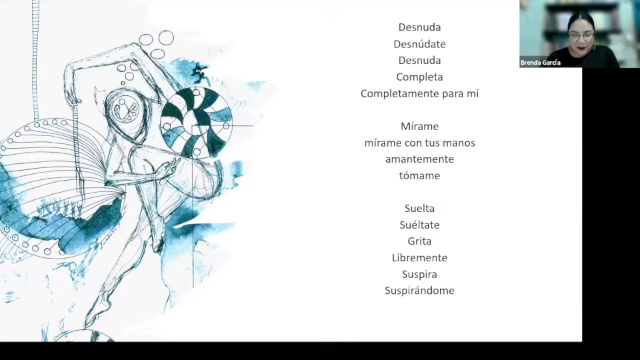 Desnuda
Desnúdate
Desnuda
Completa
Completamente para mí
Mírame
mírame con tus manos
amantemente
tómame
Suelta
Suéltate
Grita
Libremente
Suspira
Suspirándome
Brenda García